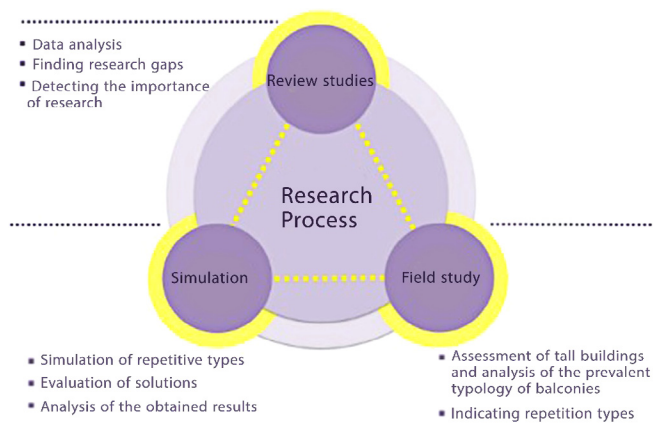 Data analysis
Finding research gaps
Detecting the importance
of research
Review studies
Research
Process
Simulation
Field study
Simulation of repetitive types
Evaluation of solutions
Analysis of the obtained results
Assessment of tall buildings
and analysis of the prevalent
typology of balconies
Indicating repetition types